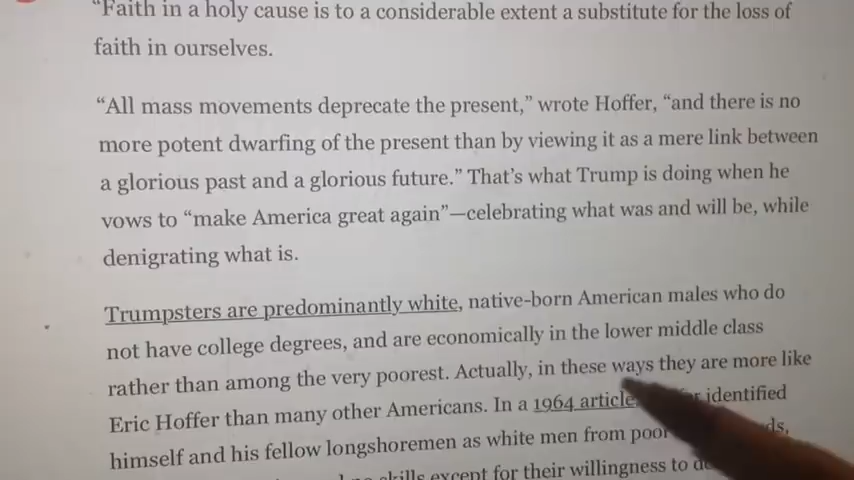 “Faith in a holy cause is to a considerable extent a substitute for the loss of
faith in ourselves.
“All mass movements deprecate the present,” wrote Hoffer, “and there is no
more potent dwarfing of the present than by viewing it as a mere link between
a glorious past and a glorious future.” That’s what Trump is doing when he
vows to “make America great again”—celebrating what was and will be, while
denigrating what is.
Trumpsters are predominantly white, native-born American males who do
not have college degrees, and are economically in the lower middle class
rather than among the very poorest. Actually, in these ways they are more like
Eric Hoffer than many other Americans. In a 1964 article identified
himself and his fellow longshoremen as white men from poor
skills except for their willingness to